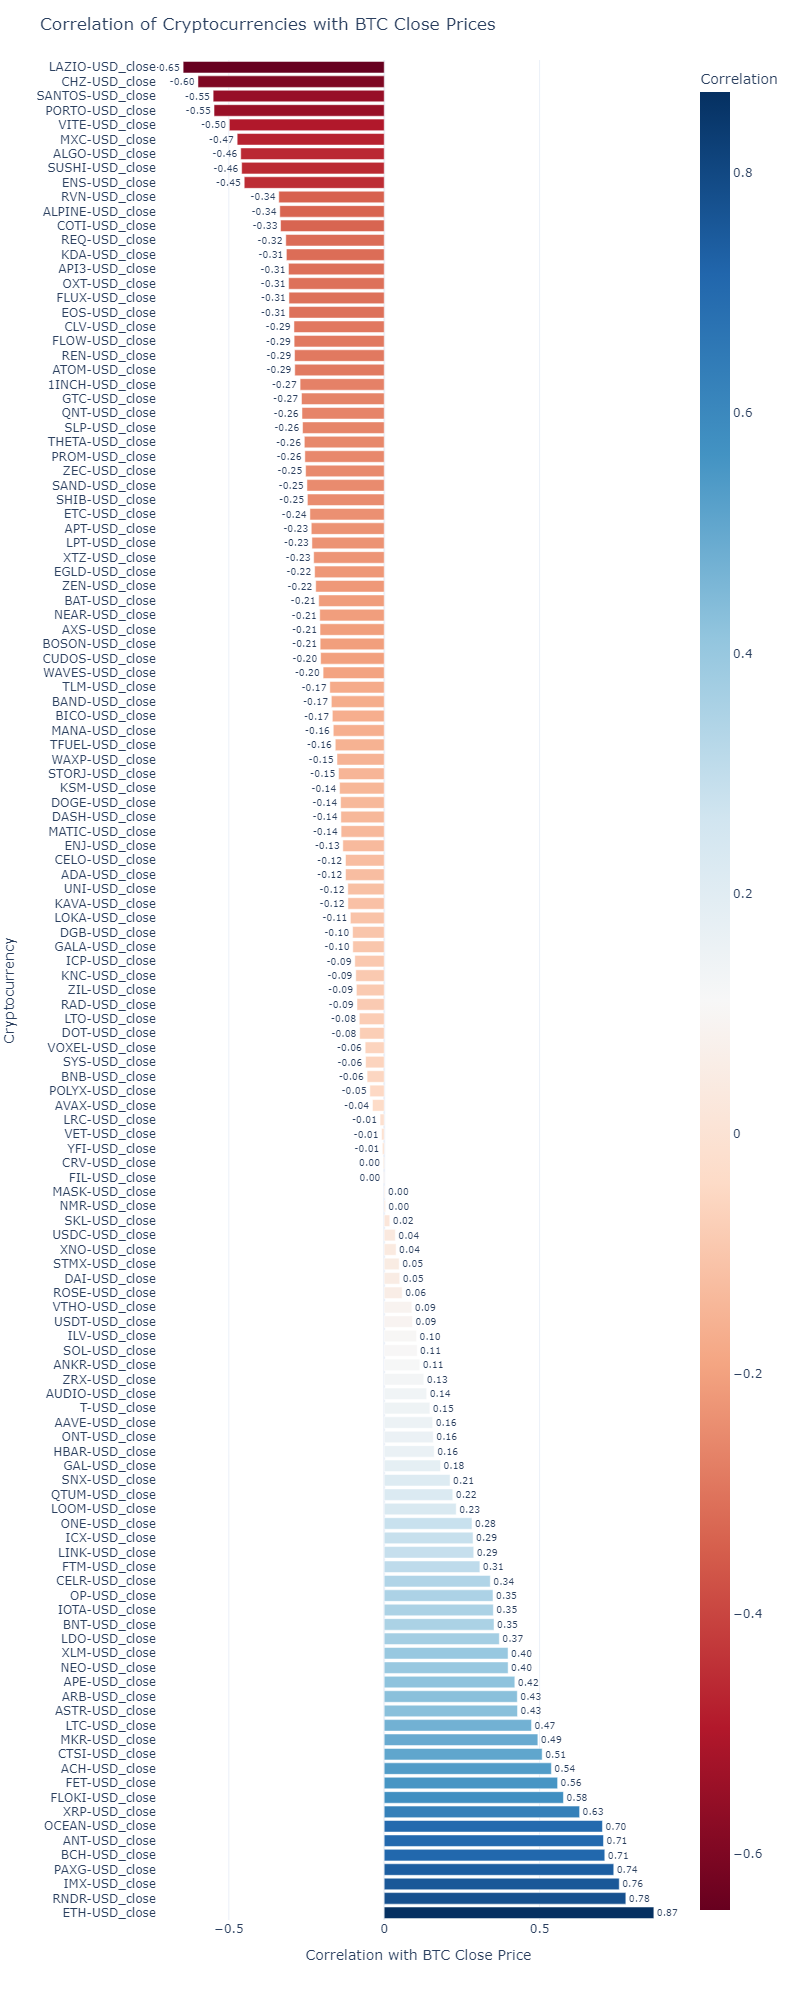 Correlation of Cryptocurrencies with BTC Close Prices
Correlation
LAZIO-USD_close -0.65
CHZ-USD_close -0.60
SANTOS-USD_close -0.55
PORTO-USD_close -0.55
VITE-USD_close -0.50
MXC-USD_close -0.47
ALGO-USD_close -0.46
SUSHI-USD_close -0.46
ENS-USD_close -0.45
RVN-USD_close -0.34
ALPINE-USD_close -0.34
COTI-USD_close -0.33
REQ-USD_close -0.32
KDA-USD_close -0.31
API3-USD_close -0.31
OXT-USD_close -0.31
FLUX-USD_close -0.31
EOS-USD_close -0.31
CLV-USD_close -0.29
FLOW-USD_close -0.29
REN-USD_close -0.29
ATOM-USD_close -0.29
1INCH-USD_close -0.27
GTC-USD_close -0.27
QNT-USD_close -0.26
SLP-USD_close -0.26
THETA-USD_close -0.26
PROM-USD_close -0.26
ZEC-USD_close -0.25
SAND-USD_close -0.25
SHIB-USD_close -0.25
ETC-USD_close -0.24
APT-USD_close -0.23
LPT-USD_close -0.23
XTZ-USD_close -0.23
EGLD-USD_close -0.22
ZEN-USD_close -0.22
BAT-USD_close -0.21
NEAR-USD_close -0.21
AXS-USD_close -0.21
BOSON-USD_close -0.21
CUDOS-USD_close -0.20
WAVES-USD_close -0.20
TLM-USD_close -0.17
BAND-USD_close -0.17
BICO-USD_close -0.17
MANA-USD_close -0.16
TFUEL-USD_close -0.16
WAXP-USD_close -0.15
STORJ-USD_close -0.15
KSM-USD_close -0.14
DOGE-USD_close -0.14
DASH-USD_close -0.14
MATIC-USD_close -0.14
ENJ-USD_close -0.13
CELO-USD_close -0.12
ADA-USD_close -0.12
UNI-USD_close -0.12
KAVA-USD_close -0.12
LOKA-USD_close -0.11
DGB-USD_close -0.10
GALA-USD_close -0.10
ICP-USD_close -0.09
KNC-USD_close -0.09
ZIL-USD_close -0.09
RAD-USD_close -0.09
LTO-USD_close -0.08
DOT-USD_close -0.08
VOXEL-USD_close -0.06
SYS-USD_close -0.06
BNB-USD_close -0.06
POLYX-USD_close -0.05
AVAX-USD_close -0.04
LRC-USD_close -0.01
VET-USD_close -0.01
YFI-USD_close -0.01
CRV-USD_close 0.00
FIL-USD_close 0.00
MASK-USD_close 0.00
NMR-USD_close 0.00
SKL-USD_close 0.02
USDC-USD_close 0.04
XNO-USD_close 0.04
STMX-USD_close 0.05
DAI-USD_close 0.05
ROSE-USD_close 0.06
VTHO-USD_close 0.09
USDT-USD_close 0.09
ILV-USD_close 0.10
SOL-USD_close 0.11
ANKR-USD_close 0.11
ZRX-USD_close 0.13
AUDIO-USD_close 0.14
T-USD_close 0.15
AAVE-USD_close 0.16
ONT-USD_close 0.16
HBAR-USD_close 0.16
GAL-USD_close 0.18
SNX-USD_close 0.21
QTUM-USD_close 0.22
LOOM-USD_close 0.23
ONE-USD_close 0.28
ICX-USD_close 0.29
LINK-USD_close 0.29
FTM-USD_close 0.31
CELR-USD_close 0.34
OP-USD_close 0.35
IOTA-USD_close 0.35
BNT-USD_close 0.35
LDO-USD_close 0.37
XLM-USD_close 0.40
NEO-USD_close 0.40
APE-USD_close 0.42
ARB-USD_close 0.43
ASTR-USD_close 0.43
LTC-USD_close 0.47
MKR-USD_close 0.49
CTSI-USD_close 0.51
ACH-USD_close 0.54
FET-USD_close 0.56
FLOKI-USD_close 0.58
XRP-USD_close 0.63
OCEAN-USD_close 0.70
ANT-USD_close 0.71
BCH-USD_close 0.71
PAXG-USD_close 0.74
IMX-USD_close 0.76
RNDR-USD_close 0.78
ETH-USD_close 0.87
Cryptocurrency
−0.5 0 0.5
Correlation with BTC Close Price
0.8
0.6
0.4
0.2
0
−0.2
−0.4
−0.6